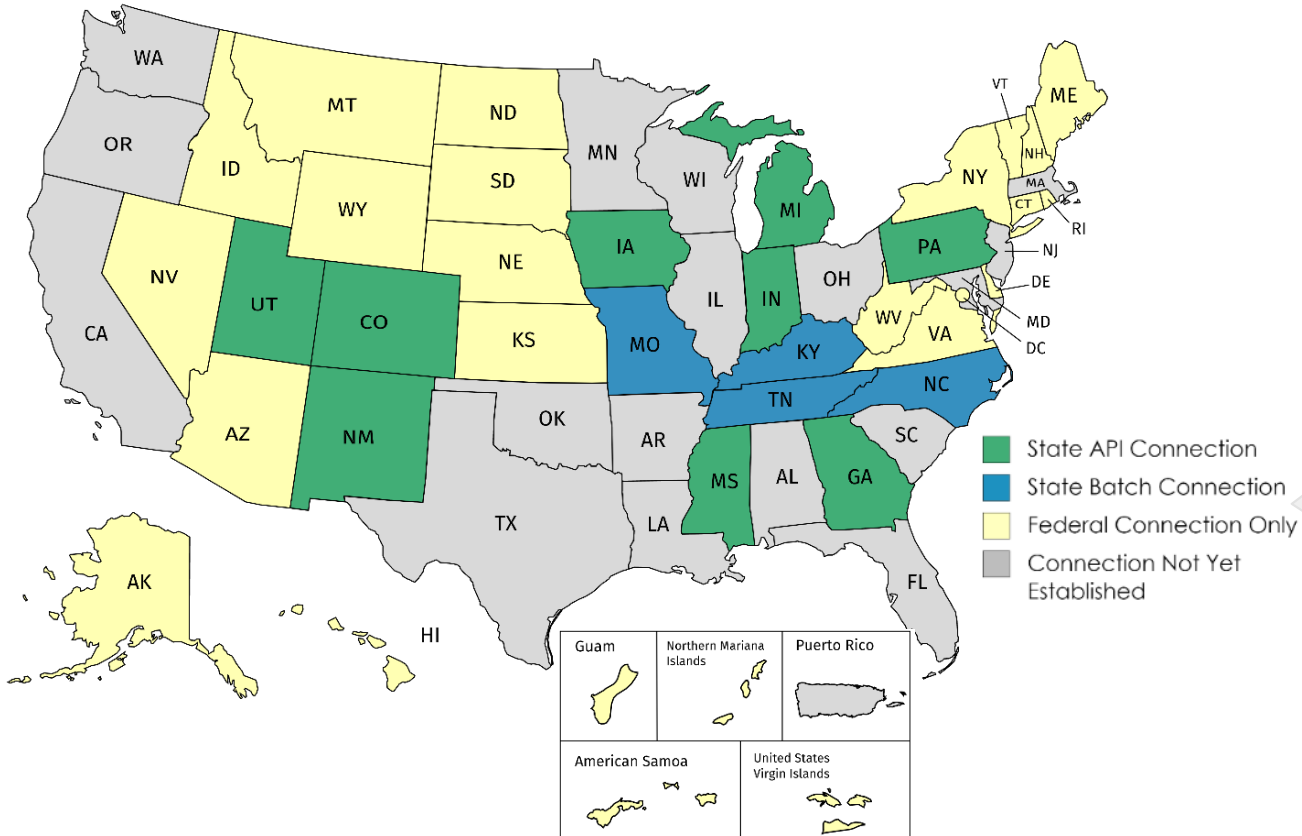 WA
MT
ND
MN
VT
ME
OR
ID
SD
WI
NH
NY
MA
WY
MI
CT
RI
IA
PA
NJ
NE
NV
OH
UT
IN
DE
CO
IL
WV
MD
CA
KS
MO
VA
DC
KY
NC
TN
OK
AZ
NM
AR
SC
State API Connection
MS
AL
GA
State Batch Connection
TX
LA
Federal Connection Only
Connection Not Yet
Established
AK
FL
HI
Guam
Northern Mariana
Islands
Puerto Rico
American Samoa
United States
Virgin Islands